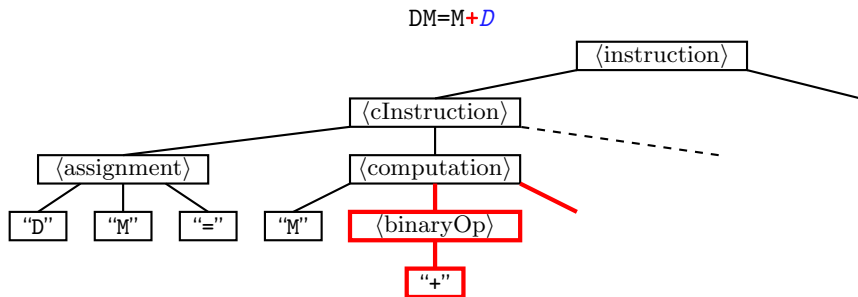 DM=M+D
⟨instruction⟩
⟨cInstruction⟩
⟨assignment⟩ ⟨computation⟩
“D” “M” “=” “M” ⟨binaryOp⟩
“+”